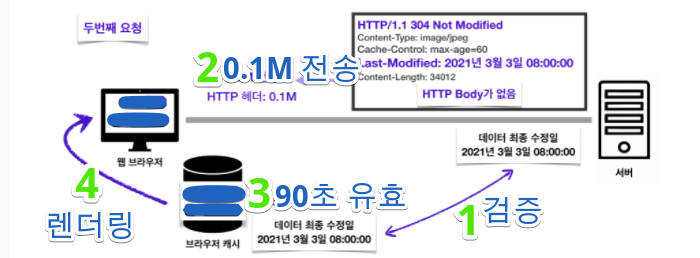 두번째 요청
HTTP/1.1 304 Not Modified
Content-Type: image/jpeg
Cache-Control: max-age=60
Last-Modified: 2021년 3월 3일 08:00:00
Content-Length: 34012
HTTP Body가 없음
2 0.1M 전송
HTTP 헤더: 0.1M
웹 브라우저
데이터 최종 수정일
2021년 3월 3일 08:00:00
서버
4
렌더링
3 90초 유효
1 검증
브라우저 캐시
데이터 최종 수정일
2021년 3월 3일 08:00:00